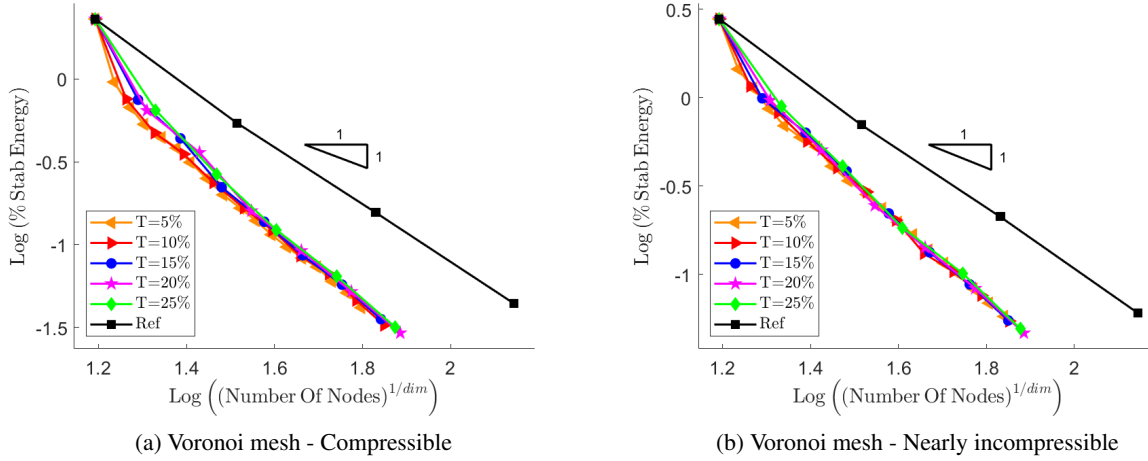 0
-0.5
-1
-1.5
Log (% Stab Energy)
1
1
T=5%
T=10%
T=15%
T=20%
T=25%
Ref
1.2 1.4 1.6 1.8 2
Log ((Number Of Nodes)^{1/dim})
(a) Voronoi mesh - Compressible
0.5
0
-0.5
-1
Log (% Stab Energy)
1
1
T=5%
T=10%
T=15%
T=20%
T=25%
Ref
1.2 1.4 1.6 1.8 2
Log ((Number Of Nodes)^{1/dim})
(b) Voronoi mesh - Nearly incompressible